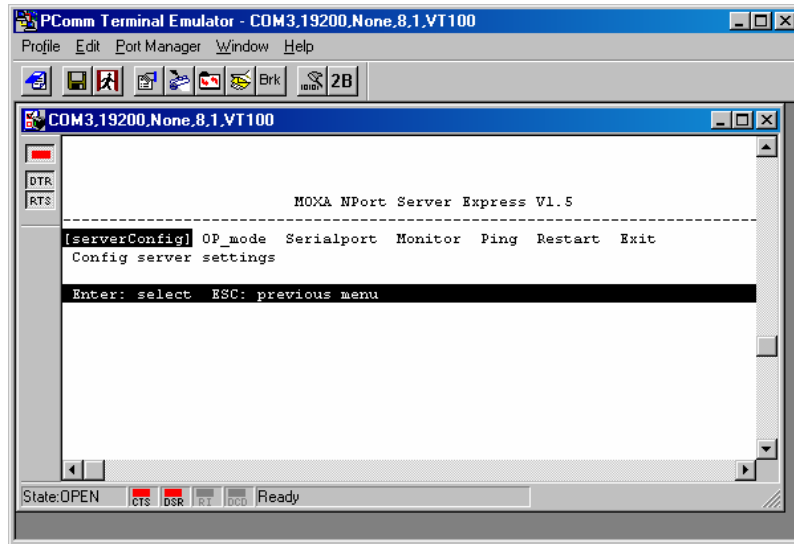 PComm Terminal Emulator - COM3,19200,None,8,1,VT100
Profile Edit Port Manager Window Help
Brk 2B
COM3,19200,None,8,1,VT100
DTR
RTS
MOXA NPort Server Express V1.5
------------------------------------------------------------------------------
[serverConfig] OP_mode Serialport Monitor Ping Restart Exit
Config server settings
Enter: select ESC: previous menu
State:OPEN CTS DSR RI DCD Ready